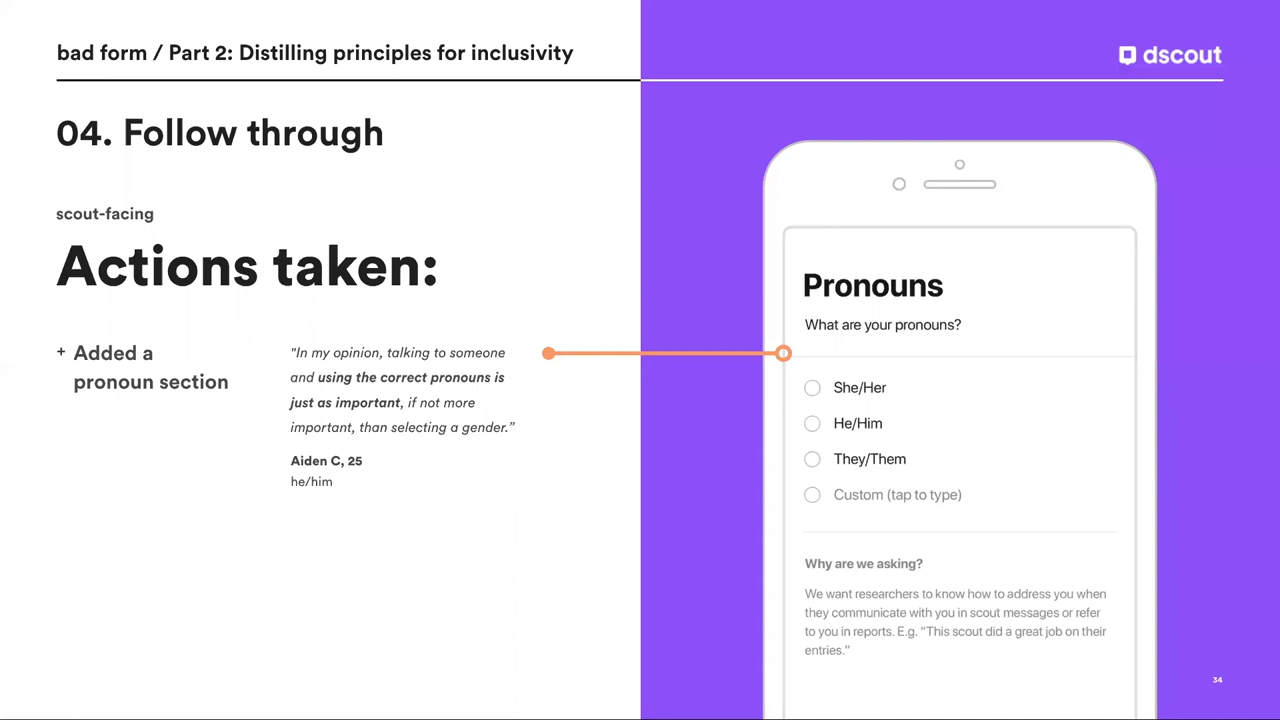 bad form / Part 2: Distilling principles for inclusivity
dscout
04. Follow through
scout-facing
Actions taken:
+ Added a
pronoun section
"In my opinion, talking to someone
and using the correct pronouns is
just as important, if not more
important, than selecting a gender.”
Aiden C, 25
he/him
Pronouns
What are your pronouns?
She/Her
He/Him
They/Them
Custom (tap to type)
Why are we asking?
We want researchers to know how to address you when
they communicate with you in scout messages or refer
to you in reports. E.g. “This scout did a great job on their
entries.”
34